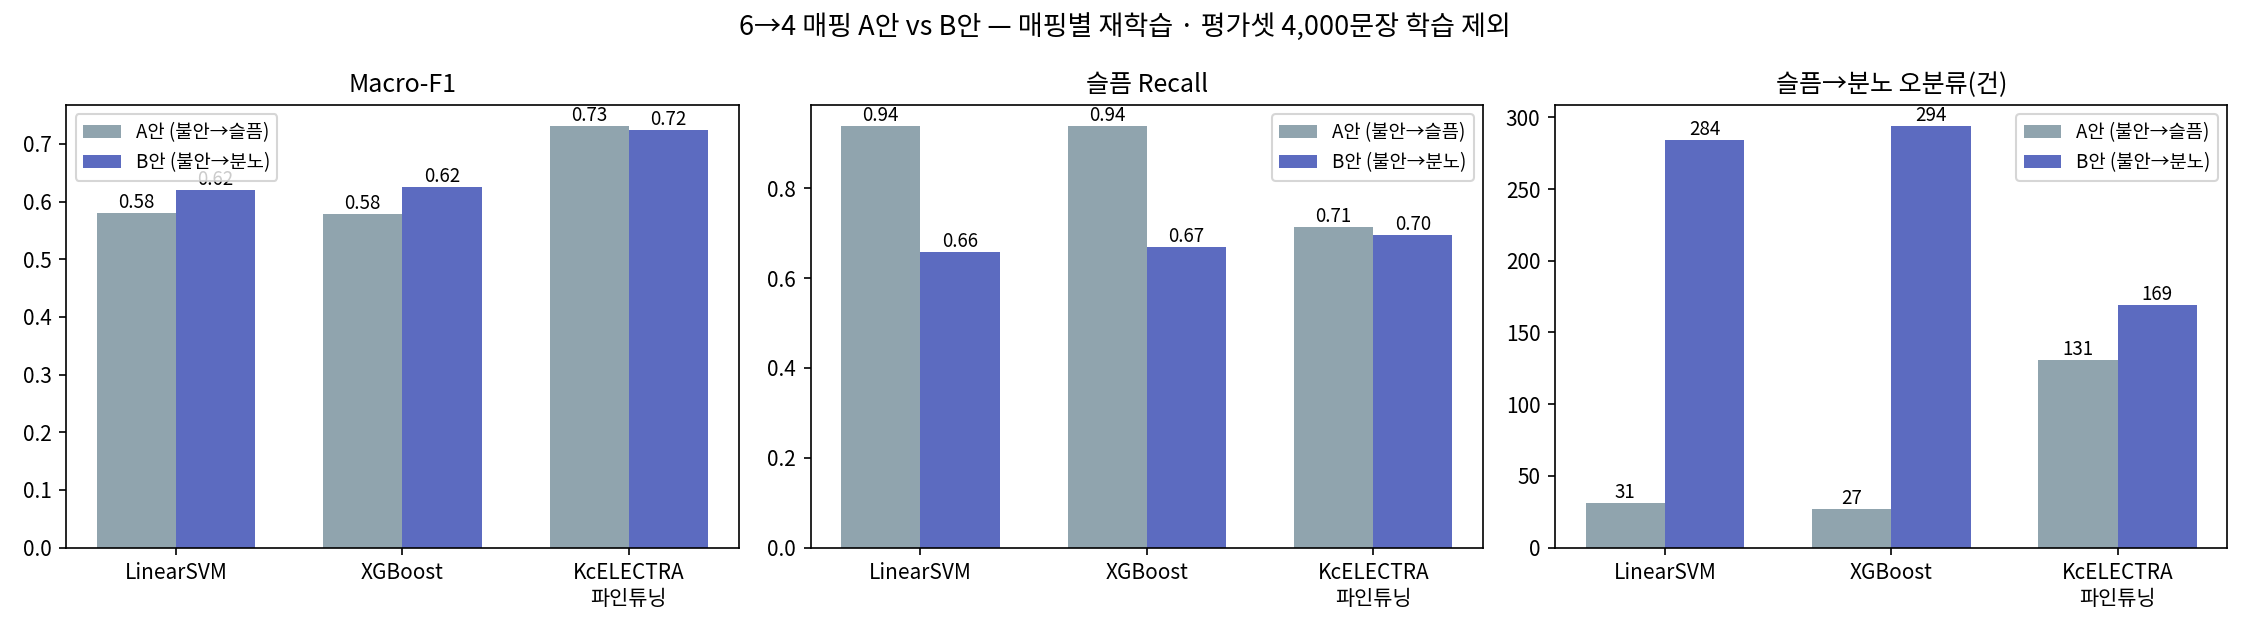 6→4 매핑 A안 vs B안 — 매핑별 재학습 · 평가셋 4,000문장 학습 제외
Macro-F1
A안 (불안→슬픔)
B안 (불안→분노)
0.7
0.6
0.5
0.4
0.3
0.2
0.1
0.0
0.58
0.62
0.58
0.62
0.73
0.72
LinearSVM
XGBoost
KcELECTRA
파인튜닝
슬픔 Recall
A안 (불안→슬픔)
B안 (불안→분노)
0.8
0.6
0.4
0.2
0.0
0.94
0.66
0.94
0.67
0.71
0.70
LinearSVM
XGBoost
KcELECTRA
파인튜닝
슬픔→분노 오분류(건)
A안 (불안→슬픔)
B안 (불안→분노)
300
250
200
150
100
50
0
31
284
27
294
131
169
LinearSVM
XGBoost
KcELECTRA
파인튜닝